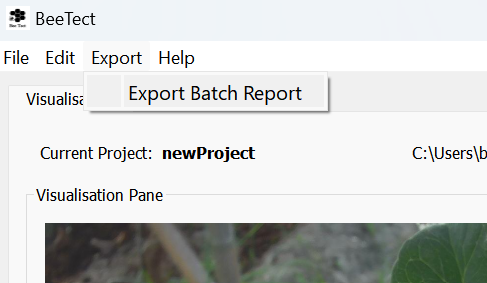 BeeTect
File Edit Export Help
Export Batch Report
Visualisa
Current Project: newProject C:\Users\b
Visualisation Pane